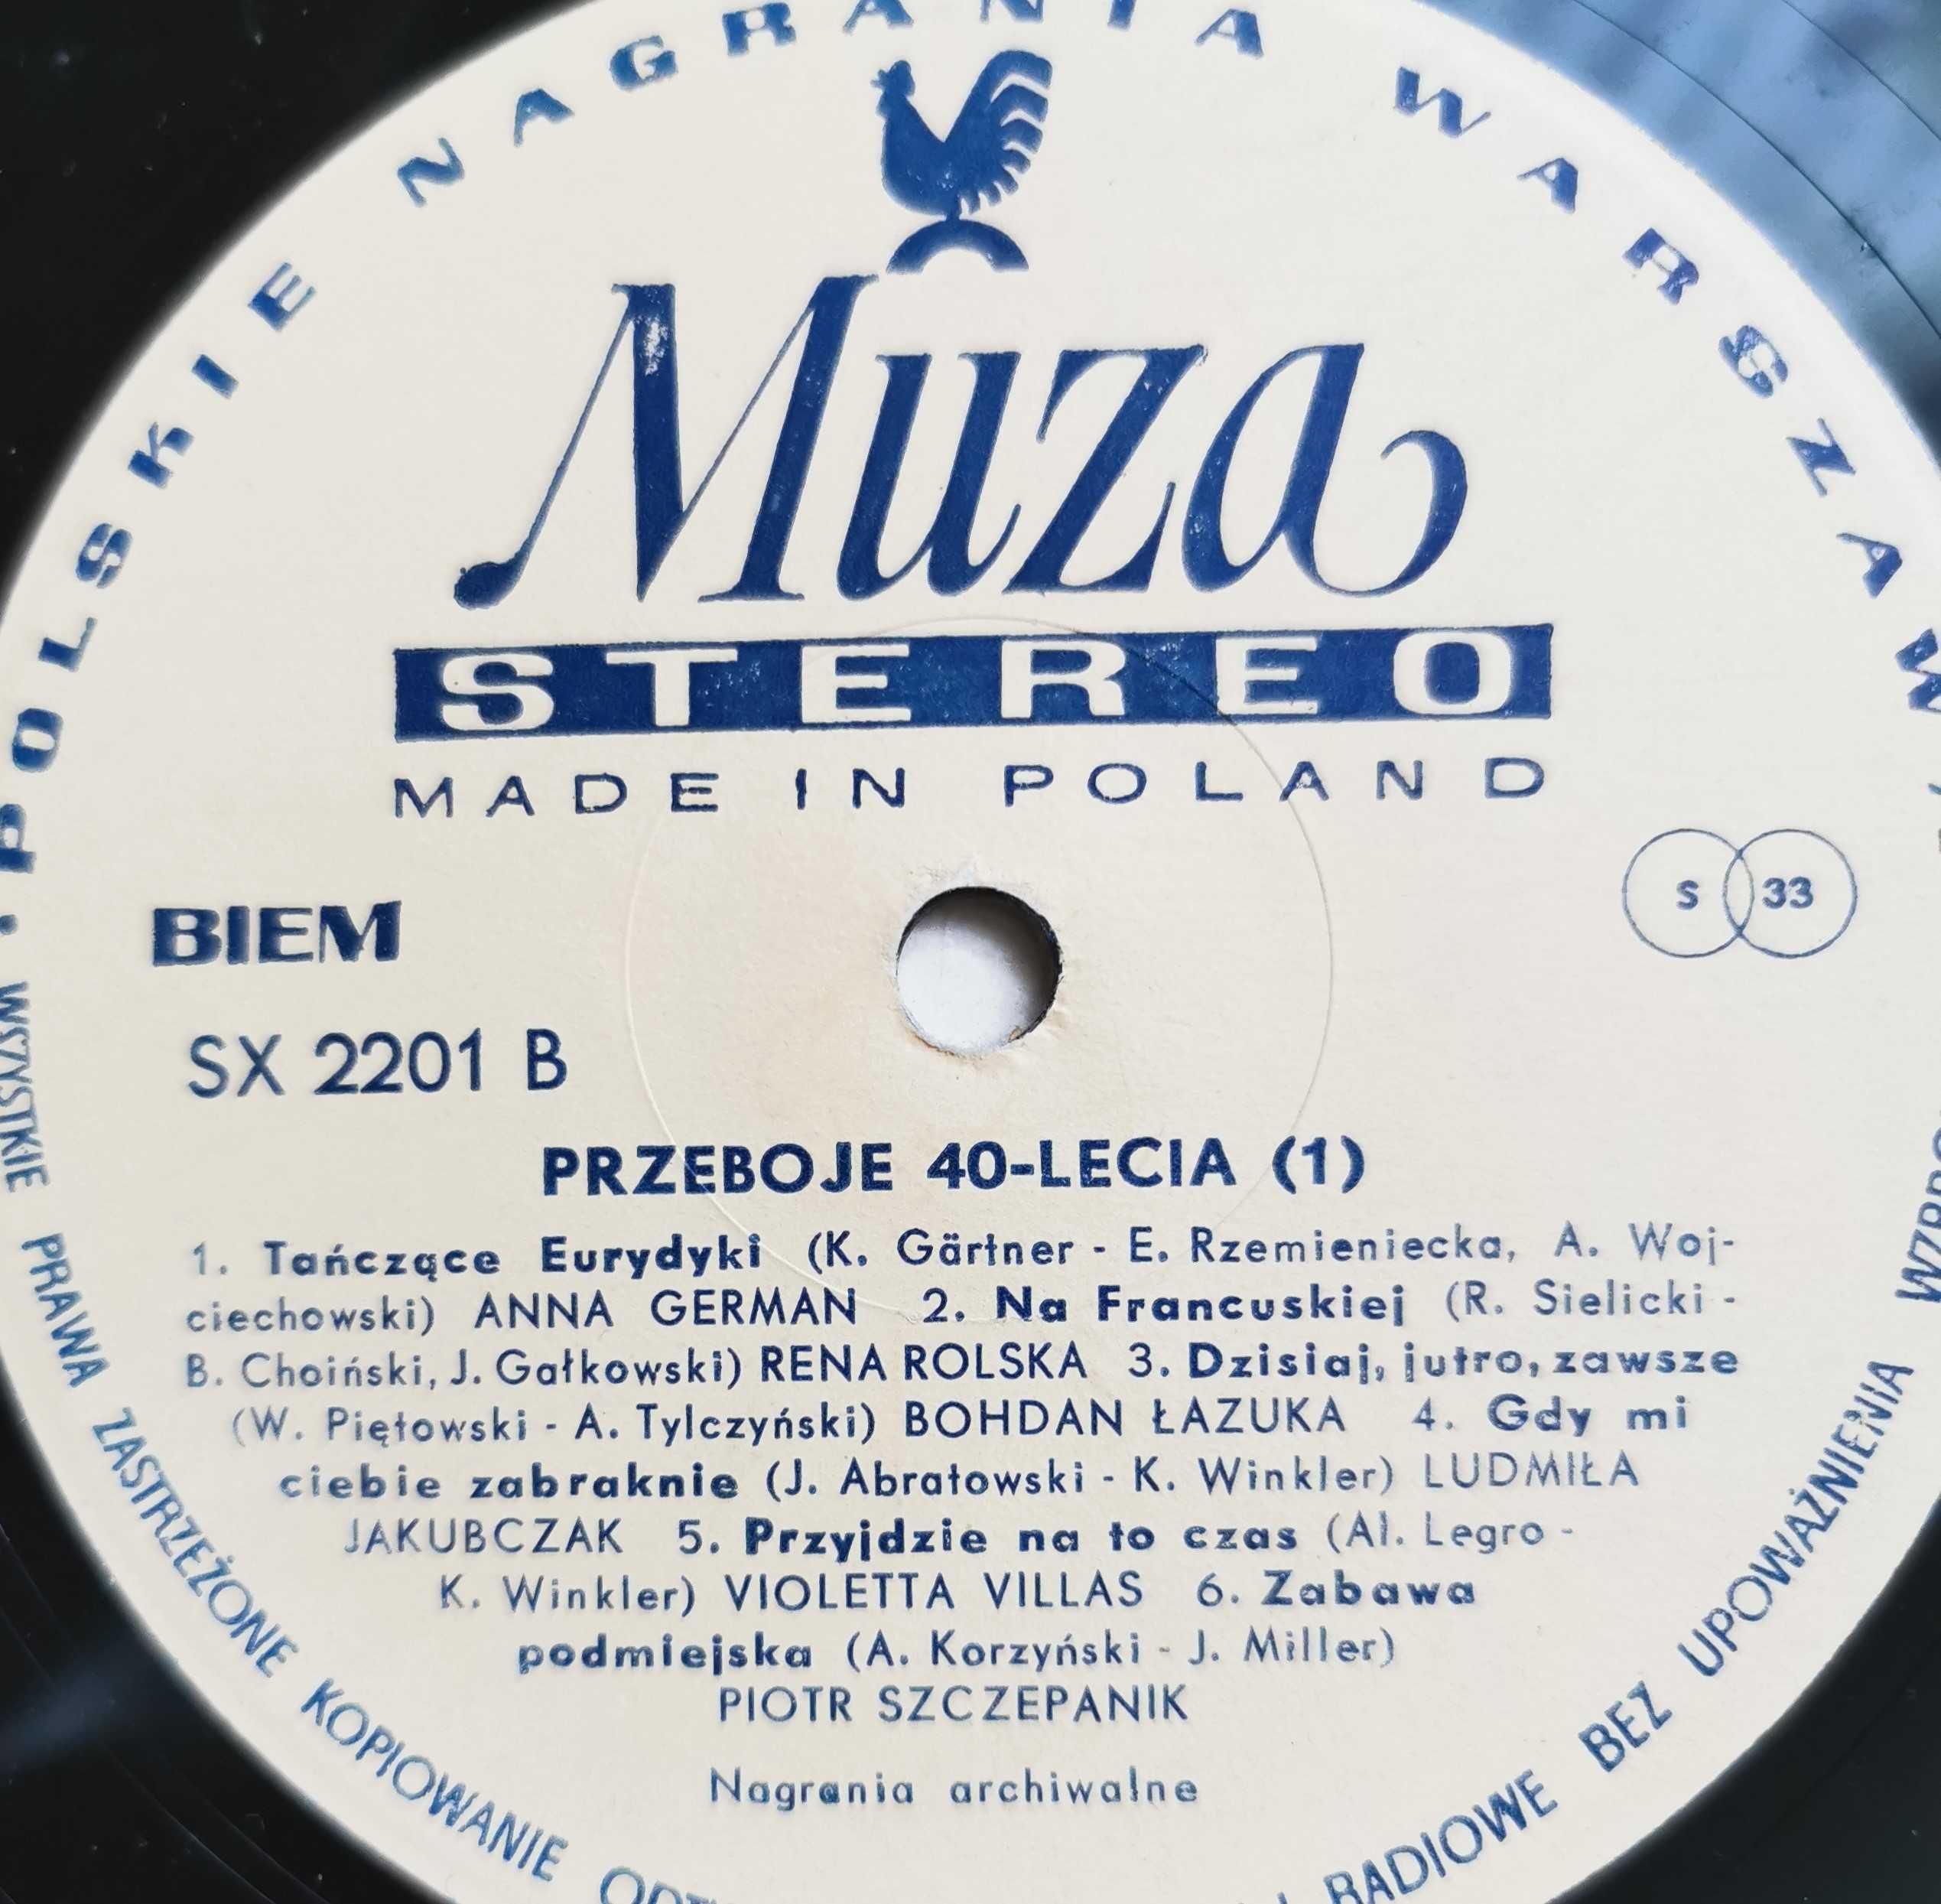 POLSKIE NAGRANIA WARSZAWA
Muza
STEREO
MADE IN POLAND
BIEM
S 33
SX 2201 B
PRZEBOJE 40-LECIA (1)
1. Tańczące Eurydyki (K. Gärtner - E. Rzemieniecka, A. Woj-
ciechowski) ANNA GERMAN 2. Na Francuskiej (R. Sielicki -
B. Choiński, J. Gałkowski) RENA ROLSKA 3. Dzisiaj, jutro, zawsze
(W. Piętowski - A. Tylczyński) BOHDAN ŁAZUKA 4. Gdy mi
ciebie zabraknie (J. Abratowski - K. Winkler) LUDMIŁA
JAKUBCZAK 5. Przyjdzie na to czas (Al. Legro -
K. Winkler) VIOLETTA VILLAS 6. Zabawa
podmiejska (A. Korzyński - J. Miller)
PIOTR SZCZEPANIK
Nagrania archiwalne
WSZYSTKIE PRAWA ZASTRZEŻONE KOPIOWANIE
RADIOWE BEZ UPOWAŻNIENIA